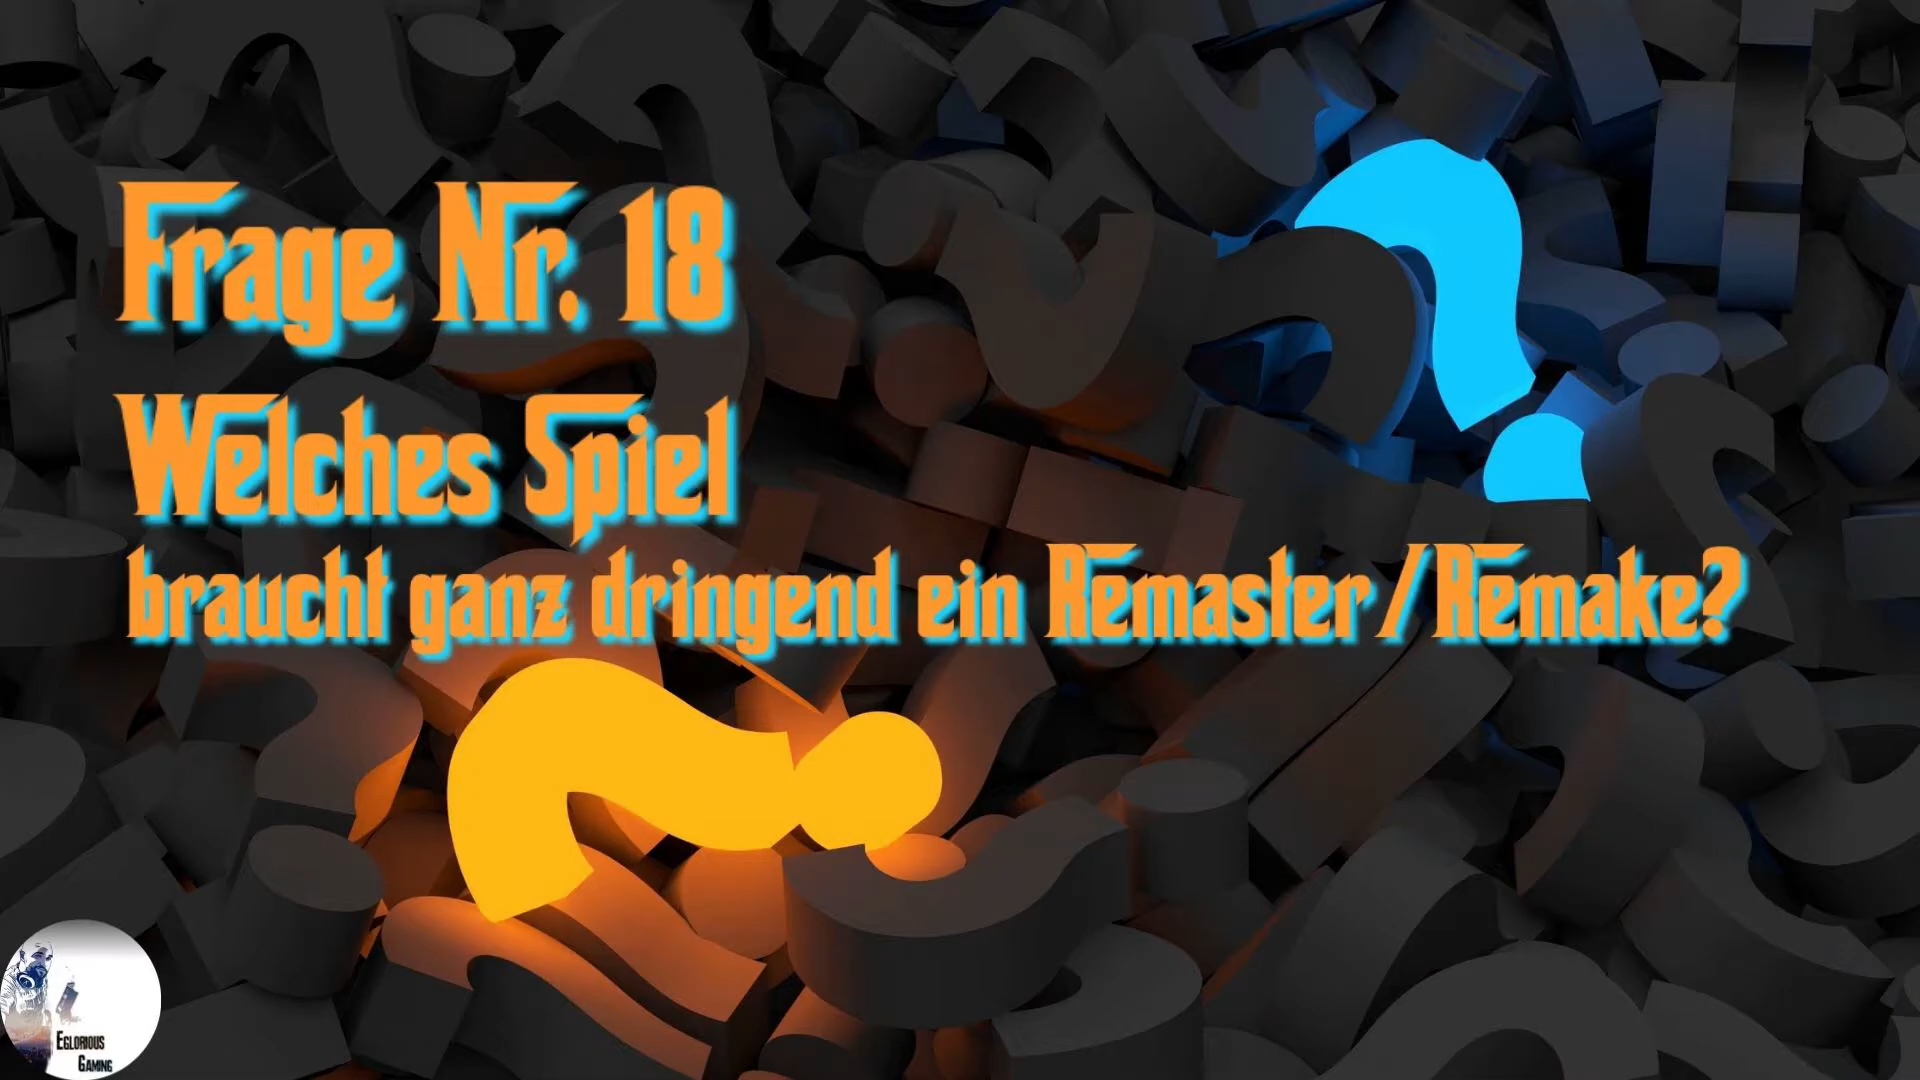 Frage Nr. 18
Welches Spiel
braucht ganz dringend ein Remaster/Remake?
Eglorious
Gaming